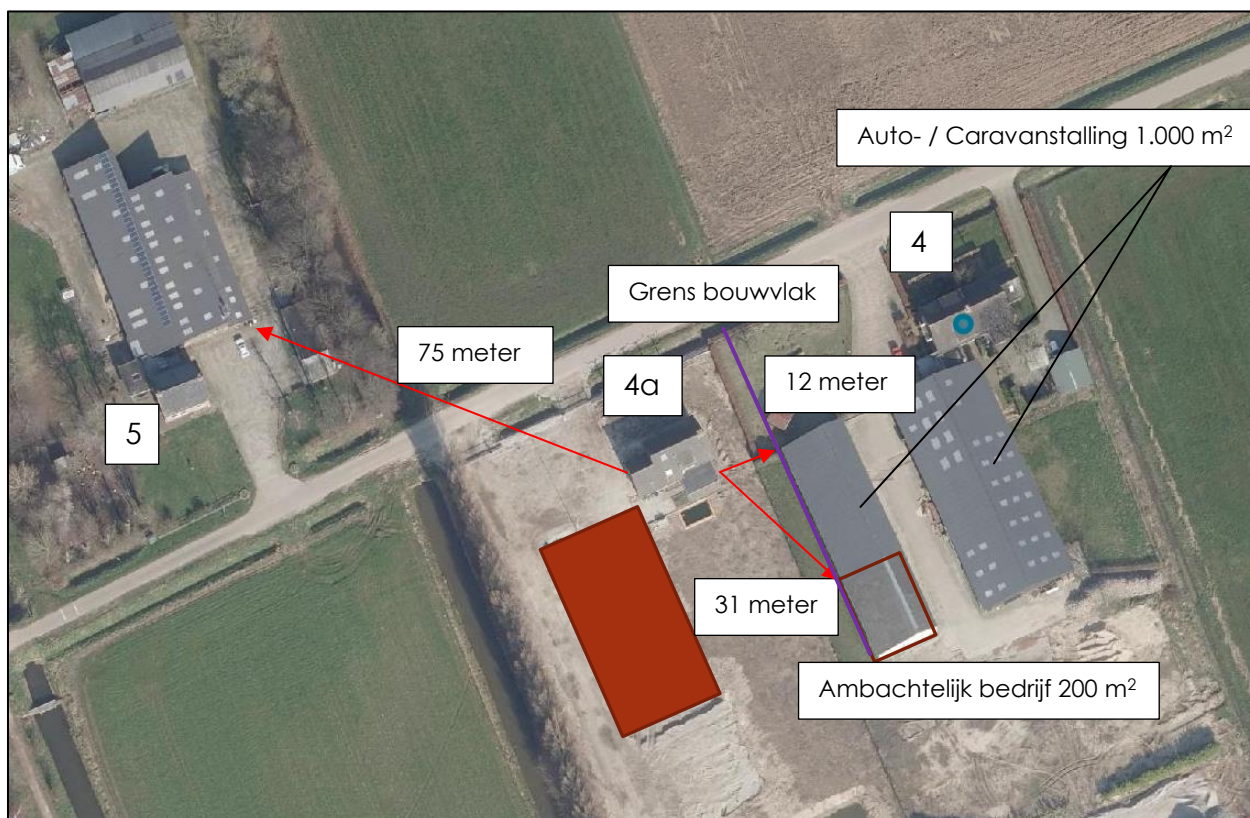 Auto- / Caravanstalling 1.000 m²
4
Grens bouwvlak
75 meter
12 meter
4a
5
31 meter
Ambachtelijk bedrijf 200 m²